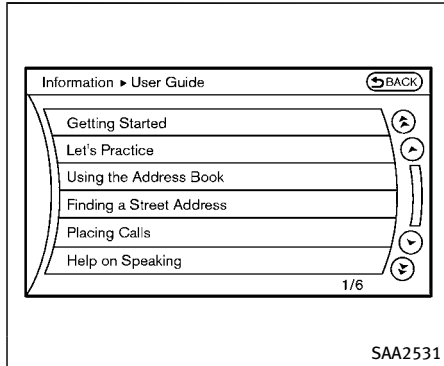 Information ▸ User Guide
BACK
Getting Started
Let's Practice
Using the Address Book
Finding a Street Address
Placing Calls
Help on Speaking
1/6
SAA2531